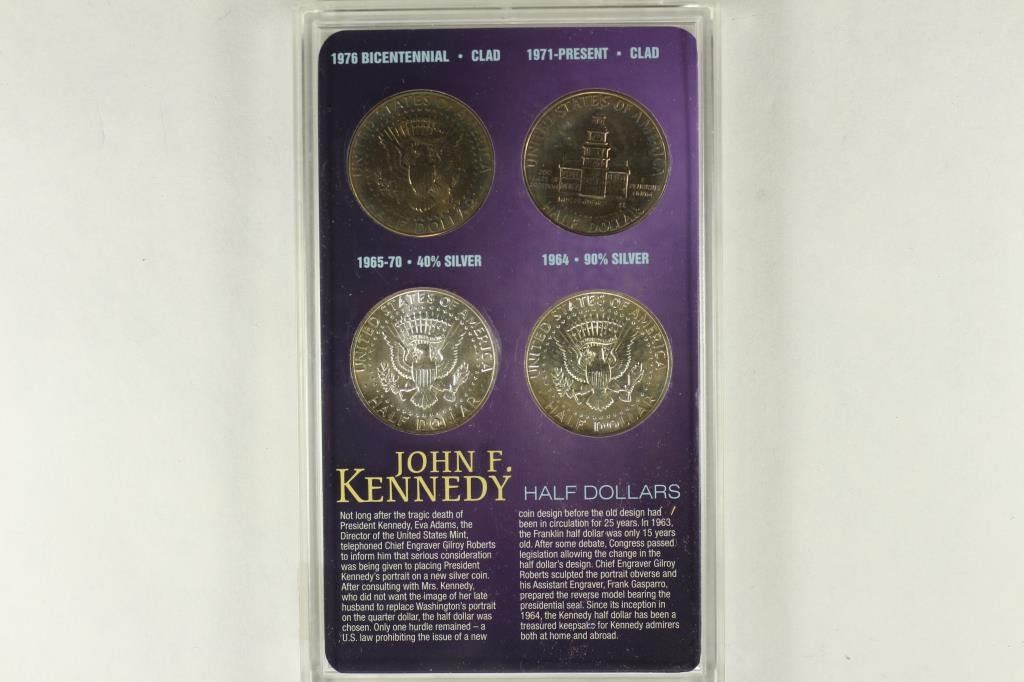 1976 BICENTENNIAL • CLAD
1971-PRESENT • CLAD
UNITED STATES OF AMERICA
HALF DOLLAR
UNITED STATES OF AMERICA
HALF DOLLAR
1965-70 • 40% SILVER
1964 • 90% SILVER
UNITED STATES OF AMERICA
HALF DOLLAR
UNITED STATES OF AMERICA
HALF DOLLAR
JOHN F.
KENNEDY
HALF DOLLARS
Not long after the tragic death of
President Kennedy, Eva Adams, the
Director of the United States Mint,
telephoned Chief Engraver Gilroy Roberts
to inform him that serious consideration
was being given to placing President
Kennedy's portrait on a new silver coin.
After consulting with Mrs. Kennedy,
who did not want the image of her late
husband to replace Washington's portrait
on the quarter dollar, the half dollar was
chosen. Only one hurdle remained – a
U.S. law prohibiting the issue of a new
coin design before the old design had
been in circulation for 25 years. In 1963,
the Franklin half dollar was only 15 years
old. After some debate, Congress passed
legislation allowing the change in the
half dollar's design. Chief Engraver Gilroy
Roberts sculpted the portrait obverse and
his Assistant Engraver, Frank Gasparro,
prepared the reverse model bearing the
presidential seal. Since its inception in
1964, the Kennedy half dollar has been a
treasured keepsake for Kennedy admirers
both at home and abroad.